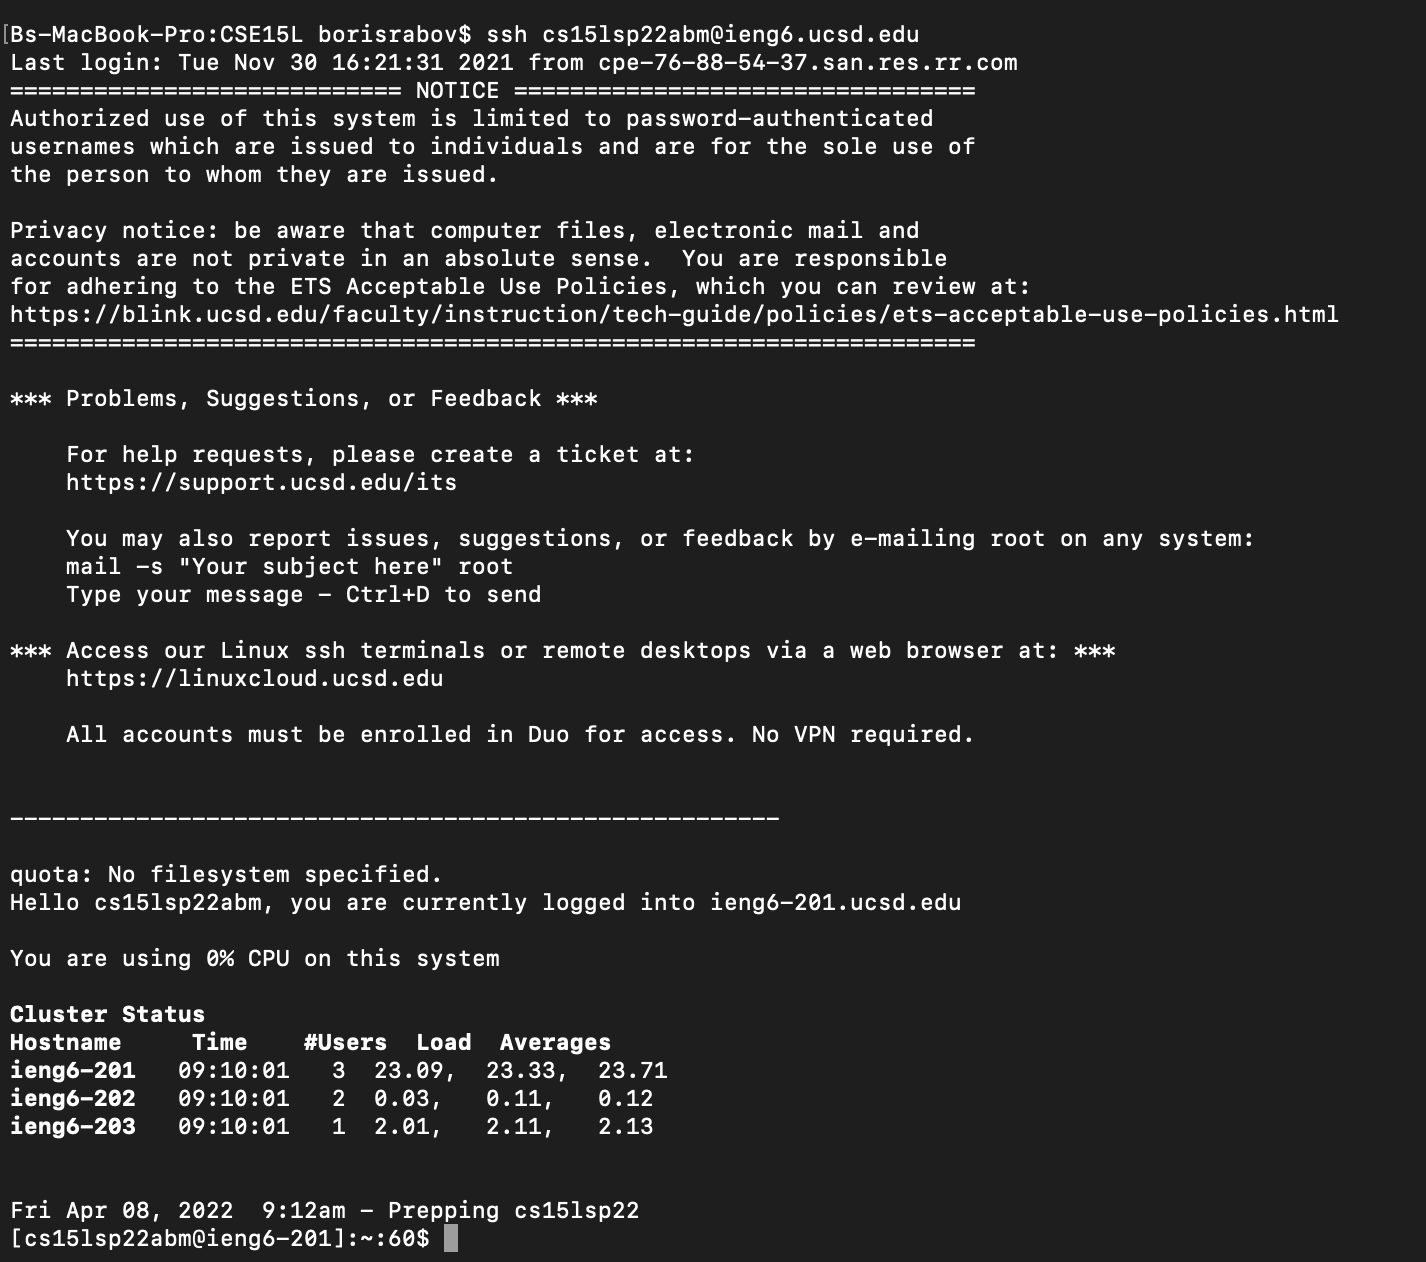 [Bs-MacBook-Pro:CSE15L borisrabov$ ssh cs15lsp22abm@ieng6.ucsd.edu
Last login: Tue Nov 30 16:21:31 2021 from cpe-76-88-54-37.san.res.rr.com
============================ NOTICE =================================
Authorized use of this system is limited to password-authenticated
usernames which are issued to individuals and are for the sole use of
the person to whom they are issued.

Privacy notice: be aware that computer files, electronic mail and
accounts are not private in an absolute sense.  You are responsible
for adhering to the ETS Acceptable Use Policies, which you can review at:
https://blink.ucsd.edu/faculty/instruction/tech-guide/policies/ets-acceptable-use-policies.html
=====================================================================

*** Problems, Suggestions, or Feedback ***

    For help requests, please create a ticket at:
    https://support.ucsd.edu/its

    You may also report issues, suggestions, or feedback by e-mailing root on any system:
    mail -s "Your subject here" root
    Type your message - Ctrl+D to send

*** Access our Linux ssh terminals or remote desktops via a web browser at: ***
    https://linuxcloud.ucsd.edu

    All accounts must be enrolled in Duo for access. No VPN required.


-------------------------------------------------------

quota: No filesystem specified.
Hello cs15lsp22abm, you are currently logged into ieng6-201.ucsd.edu

You are using 0% CPU on this system

Cluster Status
Hostname     Time    #Users  Load  Averages
ieng6-201   09:10:01   3  23.09,  23.33,  23.71
ieng6-202   09:10:01   2  0.03,   0.11,   0.12
ieng6-203   09:10:01   1  2.01,   2.11,   2.13


Fri Apr 08, 2022  9:12am - Prepping cs15lsp22
[cs15lsp22abm@ieng6-201]:~:60$